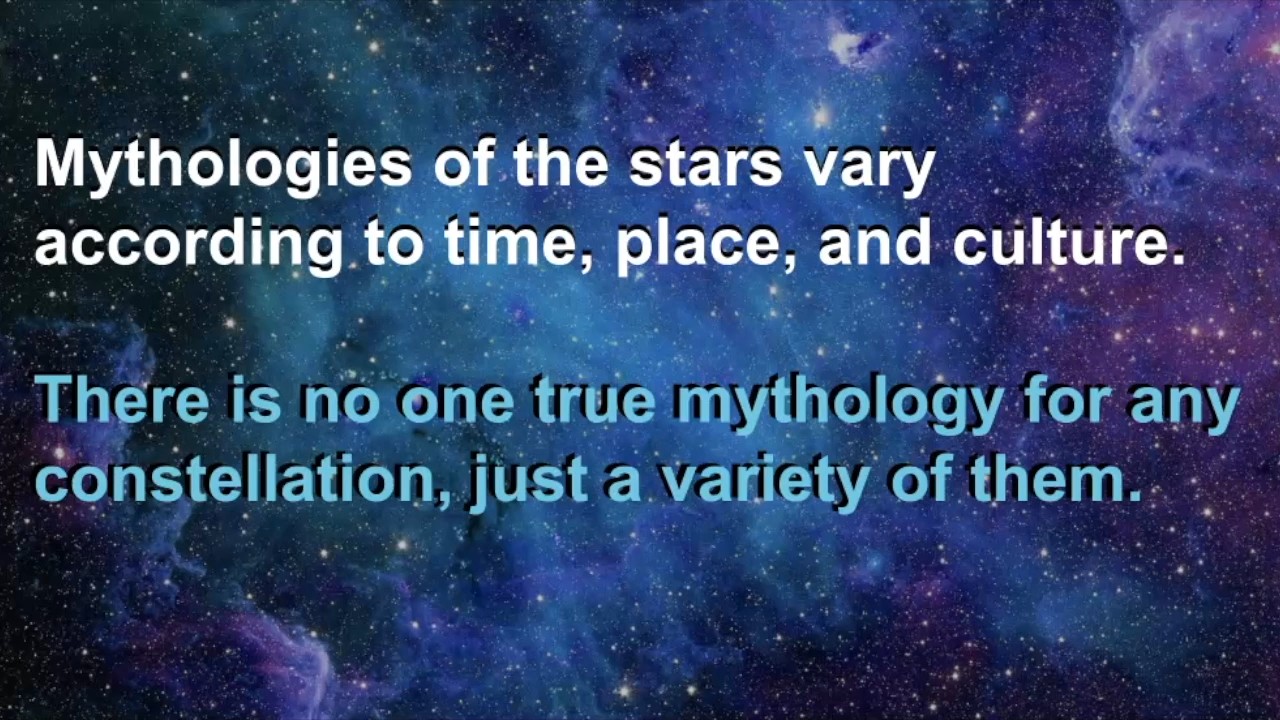 Mythologies of the stars vary
according to time, place, and culture.
There is no one true mythology for any
constellation, just a variety of them.